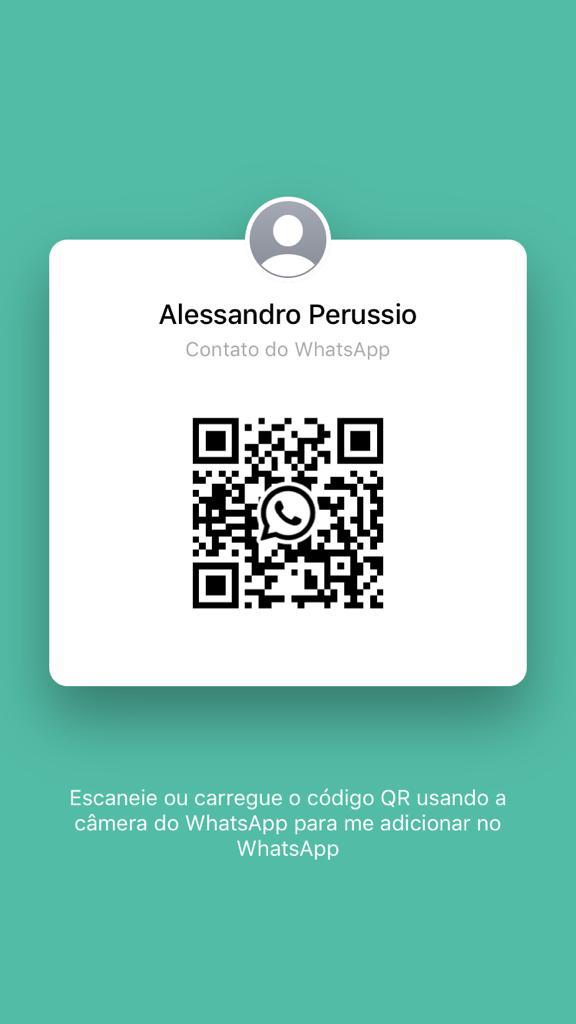 Alessandro Perussio
Contato do WhatsApp
Escaneie ou carregue o código QR usando a
câmera do WhatsApp para me adicionar no
WhatsApp